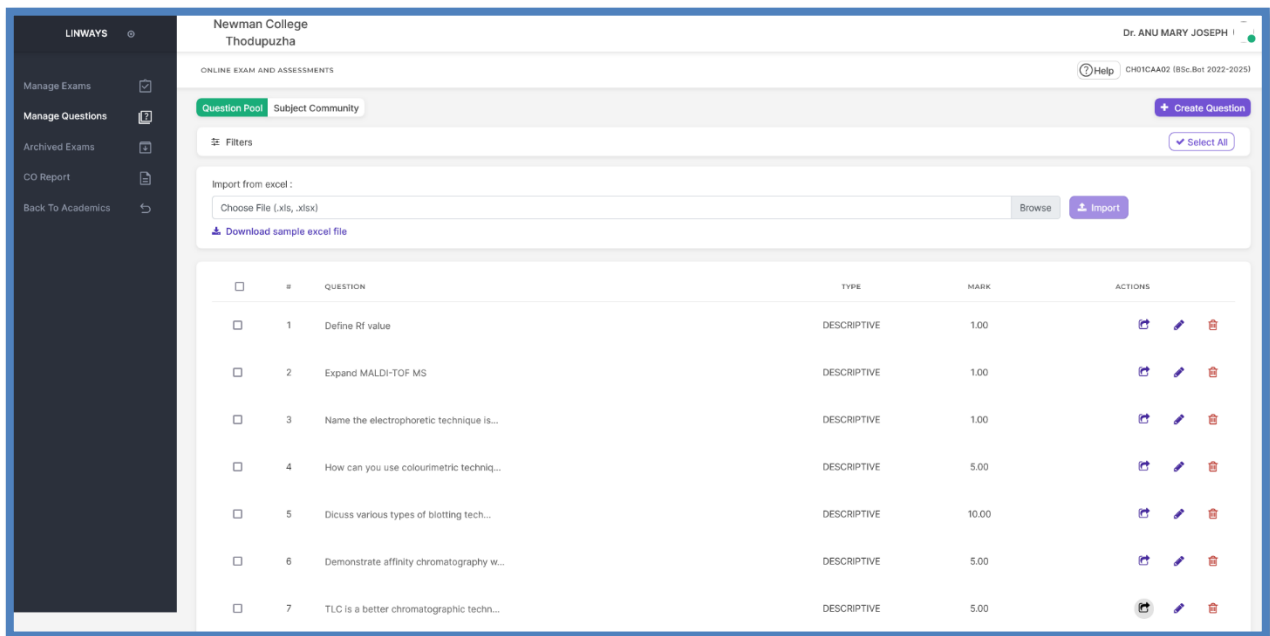 LINWAYS
Newman College
Thodupuzha
Dr. ANU MARY JOSEPH
ONLINE EXAM AND ASSESSMENTS
Help CH01CAA02 (BSc.Bot 2022-2025)
Manage Exams
Manage Questions
Archived Exams
CO Report
Back To Academics
Question Pool Subject Community
+ Create Question
Filters
Select All
Import from excel :
Choose File (.xls, .xlsx) Browse Import
Download sample excel file
# QUESTION TYPE MARK ACTIONS
1 Define Rf value DESCRIPTIVE 1.00
2 Expand MALDI-TOF MS DESCRIPTIVE 1.00
3 Name the electrophoretic technique is... DESCRIPTIVE 1.00
4 How can you use colourimetric techniq... DESCRIPTIVE 5.00
5 Dicuss various types of blotting tech... DESCRIPTIVE 10.00
6 Demonstrate affinity chromatography w... DESCRIPTIVE 5.00
7 TLC is a better chromatographic techn... DESCRIPTIVE 5.00